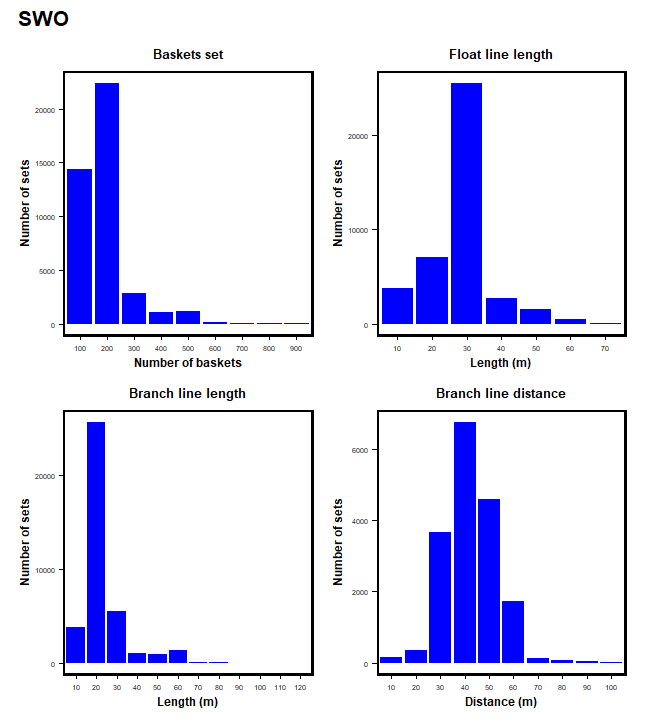 SWO
Baskets set
Number of sets
20000
15000
10000
5000
0
100 200 300 400 500 600 700 800 900
Number of baskets
Float line length
Number of sets
20000
10000
0
10 20 30 40 50 60 70
Length (m)
Branch line length
Number of sets
20000
10000
0
10 20 30 40 50 60 70 80 90 100 110 120
Length (m)
Branch line distance
Number of sets
6000
4000
2000
0
10 20 30 40 50 60 70 80 90 100
Distance (m)